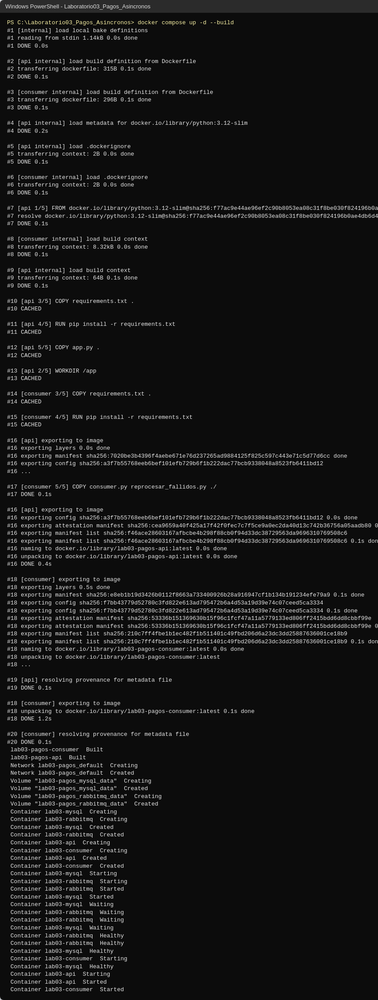 Windows PowerShell - Laboratorio03_Pagos_Asincronos
PS C:\Laboratorio03_Pagos_Asincronos> docker compose up -d --build
#1 [internal] load local bake definitions
#1 reading from stdin 1.14kB 0.0s done
#1 DONE 0.0s

#2 [api internal] load build definition from Dockerfile
#2 transferring dockerfile: 315B 0.1s done
#2 DONE 0.1s

#3 [consumer internal] load build definition from Dockerfile
#3 transferring dockerfile: 296B 0.1s done
#3 DONE 0.1s

#4 [api internal] load metadata for docker.io/library/python:3.12-slim
#4 DONE 0.2s

#5 [api internal] load .dockerignore
#5 transferring context: 2B 0.0s done
#5 DONE 0.1s

#6 [consumer internal] load .dockerignore
#6 transferring context: 2B 0.0s done
#6 DONE 0.1s

#7 [api 1/5] FROM docker.io/library/python:3.12-slim@sha256:f77ac9e44ae96ef2c90b8053ea08c31f8be030f824196b0a
#7 resolve docker.io/library/python:3.12-slim@sha256:f77ac9e44ae96ef2c90b8053ea08c31f8be030f824196b0ae4db6d4
#7 DONE 0.1s

#8 [consumer internal] load build context
#8 transferring context: 8.32kB 0.0s done
#8 DONE 0.1s

#9 [api internal] load build context
#9 transferring context: 64B 0.1s done
#9 DONE 0.1s

#10 [api 3/5] COPY requirements.txt .
#10 CACHED

#11 [api 4/5] RUN pip install -r requirements.txt
#11 CACHED

#12 [api 5/5] COPY app.py .
#12 CACHED

#13 [api 2/5] WORKDIR /app
#13 CACHED

#14 [consumer 3/5] COPY requirements.txt .
#14 CACHED

#15 [consumer 4/5] RUN pip install -r requirements.txt
#15 CACHED

#16 [api] exporting to image
#16 exporting layers 0.0s done
#16 exporting manifest sha256:7020be3b4396f4aebe671e76d237265ad9884125f825c597c443e71c5d77d6cc done
#16 exporting config sha256:a3f7b55768eeb6bef101efb729b6f1b222dac77bcb9338048a8523fb6411bd12
#16 ...

#17 [consumer 5/5] COPY consumer.py reprocesar_fallidos.py ./
#17 DONE 0.1s

#16 [api] exporting to image
#16 exporting config sha256:a3f7b55768eeb6bef101efb729b6f1b222dac77bcb9338048a8523fb6411bd12 0.0s done
#16 exporting attestation manifest sha256:cea9659a40f425a17f42f0fec7c7f5ce9a0ec2da40d13c742b36756a05aadb80 0
#16 exporting manifest list sha256:f46ace28603167afbcbe4b298f88cb0f94d33dc38729563da9696310769508c6
#16 exporting manifest list sha256:f46ace28603167afbcbe4b298f88cb0f94d33dc38729563da9696310769508c6 0.1s don
#16 naming to docker.io/library/lab03-pagos-api:latest 0.0s done
#16 unpacking to docker.io/library/lab03-pagos-api:latest 0.0s done
#16 DONE 0.4s

#18 [consumer] exporting to image
#18 exporting layers 0.5s done
#18 exporting manifest sha256:e8eb1b19d3426b0112f8663a733400926b28a916947cf1b134b191234efe79a9 0.1s done
#18 exporting config sha256:f7bb43779d52780c3fd822e613ad795472b6a4d53a19d39e74c07ceed5ca3334
#18 exporting config sha256:f7bb43779d52780c3fd822e613ad795472b6a4d53a19d39e74c07ceed5ca3334 0.1s done
#18 exporting attestation manifest sha256:53336b151369630b15f96c1fcf47a11a5779133ed806ff2415bdd6dd8cbbf99e
#18 exporting attestation manifest sha256:53336b151369630b15f96c1fcf47a11a5779133ed806ff2415bdd6dd8cbbf99e 0
#18 exporting manifest list sha256:210c7ff4fbe1b1ec482f1b511401c49fbd206d6a23dc3dd25887636001ce18b9
#18 exporting manifest list sha256:210c7ff4fbe1b1ec482f1b511401c49fbd206d6a23dc3dd25887636001ce18b9 0.1s don
#18 naming to docker.io/library/lab03-pagos-consumer:latest 0.0s done
#18 unpacking to docker.io/library/lab03-pagos-consumer:latest
#18 ...

#19 [api] resolving provenance for metadata file
#19 DONE 0.1s

#18 [consumer] exporting to image
#18 unpacking to docker.io/library/lab03-pagos-consumer:latest 0.1s done
#18 DONE 1.2s

#20 [consumer] resolving provenance for metadata file
#20 DONE 0.1s
lab03-pagos-consumer  Built
lab03-pagos-api  Built
Network lab03-pagos_default  Creating
Network lab03-pagos_default  Created
Volume "lab03-pagos_mysql_data"  Creating
Volume "lab03-pagos_mysql_data"  Created
Volume "lab03-pagos_rabbitmq_data"  Creating
Volume "lab03-pagos_rabbitmq_data"  Created
Container lab03-mysql  Creating
Container lab03-rabbitmq  Creating
Container lab03-mysql  Created
Container lab03-rabbitmq  Created
Container lab03-api  Creating
Container lab03-consumer  Creating
Container lab03-api  Created
Container lab03-consumer  Created
Container lab03-mysql  Starting
Container lab03-rabbitmq  Starting
Container lab03-rabbitmq  Started
Container lab03-mysql  Started
Container lab03-mysql  Waiting
Container lab03-rabbitmq  Waiting
Container lab03-rabbitmq  Waiting
Container lab03-mysql  Waiting
Container lab03-rabbitmq  Healthy
Container lab03-rabbitmq  Healthy
Container lab03-mysql  Healthy
Container lab03-consumer  Starting
Container lab03-mysql  Healthy
Container lab03-api  Starting
Container lab03-api  Started
Container lab03-consumer  Started